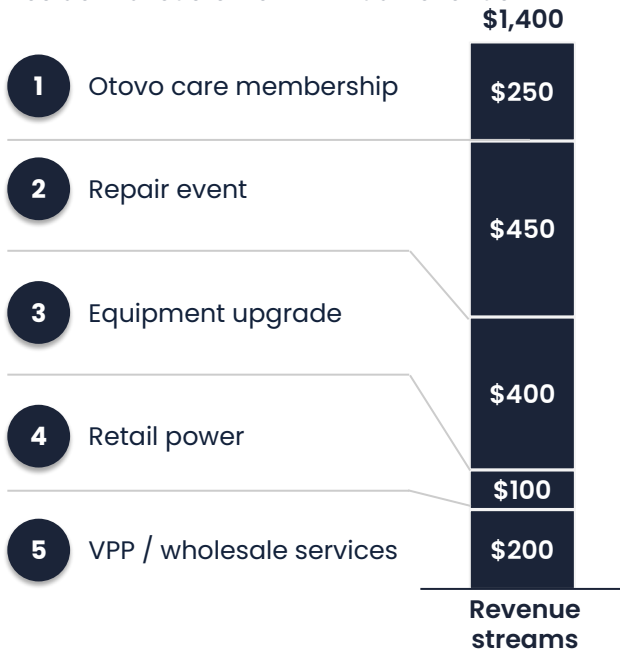 $1,400
1 Otovo care membership $250
2 Repair event $450
3 Equipment upgrade $400
4 Retail power $100
5 VPP / wholesale services $200
Revenue
streams